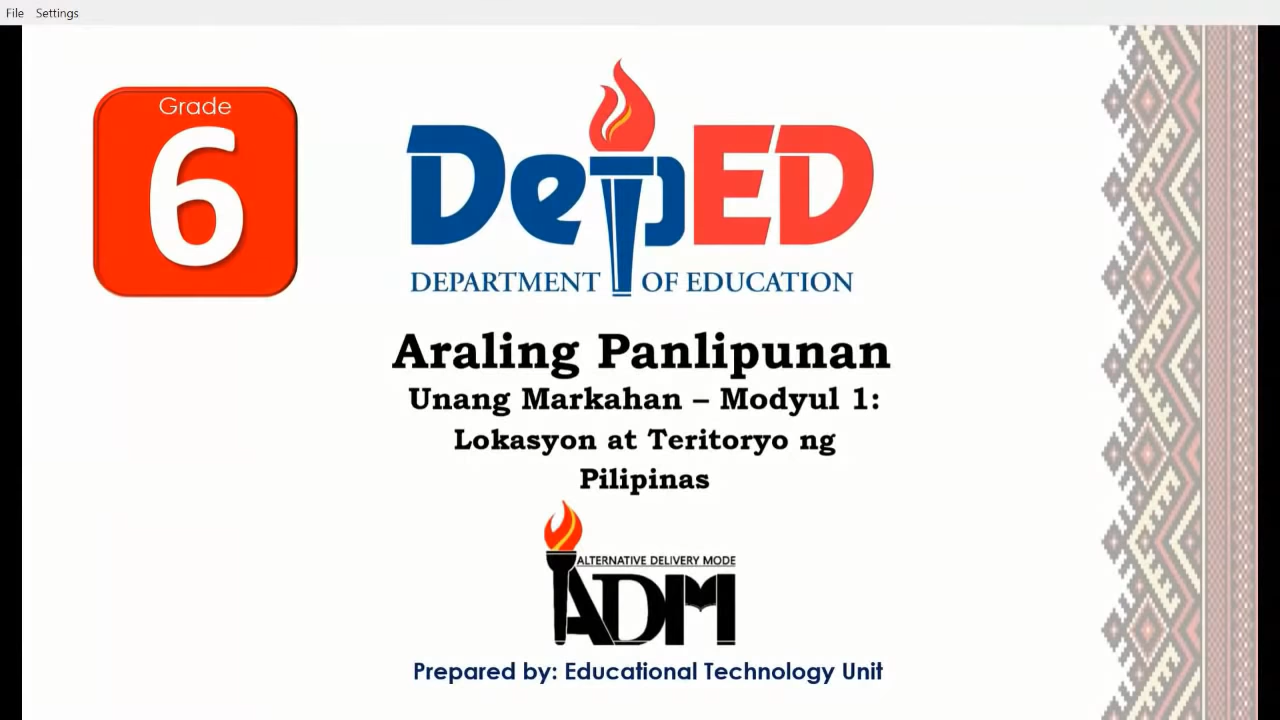 File Settings
Grade
6
DepED
DEPARTMENT OF EDUCATION
Araling Panlipunan
Unang Markahan – Modyul 1:
Lokasyon at Teritoryo ng
Pilipinas
ALTERNATIVE DELIVERY MODE
ADM
Prepared by: Educational Technology Unit